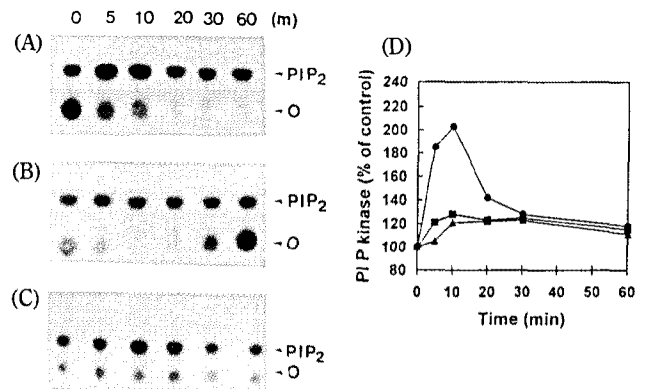 0 5 10 20 30 60 (m)
(A)
PIP2
O
(B)
PIP2
O
(C)
PIP2
O
(D)
PIP kinase (% of control)
240
220
200
180
160
140
120
100
80
0 10 20 30 40 50 60
Time (min)